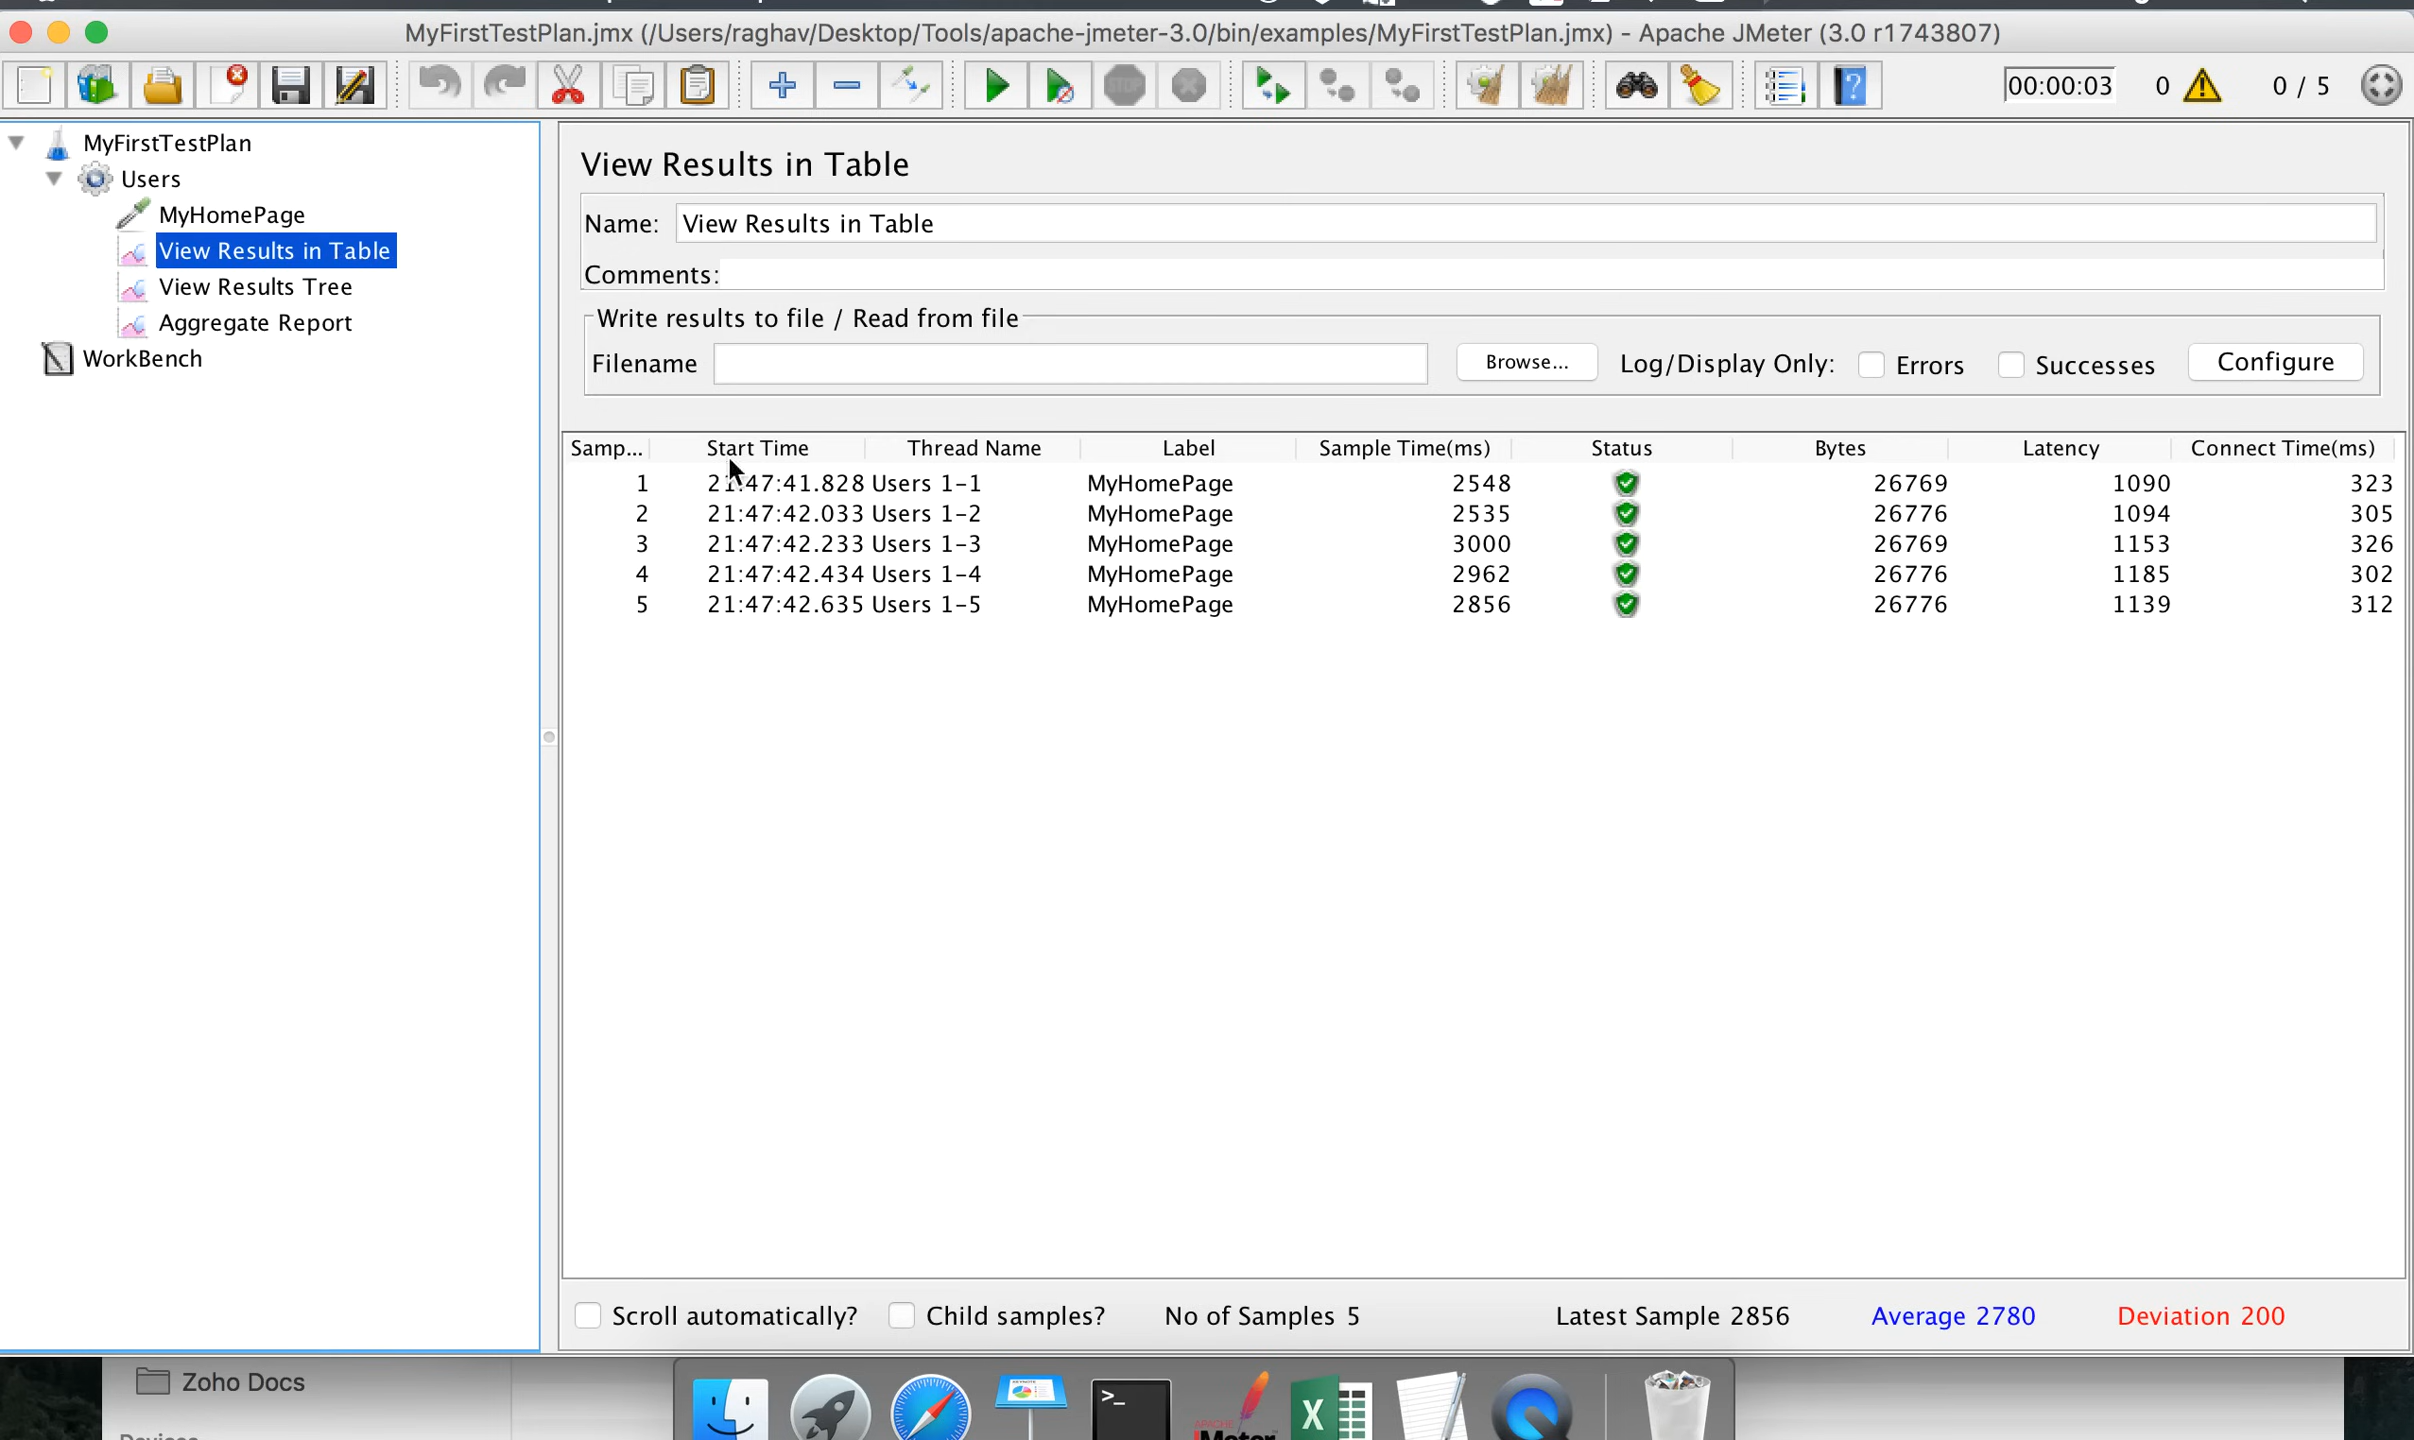 MyFirstTestPlan.jmx (/Users/raghav/Desktop/Tools/apache-jmeter-3.0/bin/examples/MyFirstTestPlan.jmx) - Apache JMeter (3.0 r1743807)
STOP
00:00:03 0 0 / 5
MyFirstTestPlan
Users
MyHomePage
View Results in Table
View Results Tree
Aggregate Report
WorkBench
View Results in Table
Name: View Results in Table
Comments:
Write results to file / Read from file
Filename Browse... Log/Display Only: Errors Successes Configure
Samp... Start Time Thread Name Label Sample Time(ms) Status Bytes Latency Connect Time(ms)
1 21:47:41.828 Users 1-1 MyHomePage 2548 26769 1090 323
2 21:47:42.033 Users 1-2 MyHomePage 2535 26776 1094 305
3 21:47:42.233 Users 1-3 MyHomePage 3000 26769 1153 326
4 21:47:42.434 Users 1-4 MyHomePage 2962 26776 1185 302
5 21:47:42.635 Users 1-5 MyHomePage 2856 26776 1139 312
Scroll automatically? Child samples? No of Samples 5 Latest Sample 2856 Average 2780 Deviation 200
Zoho Docs